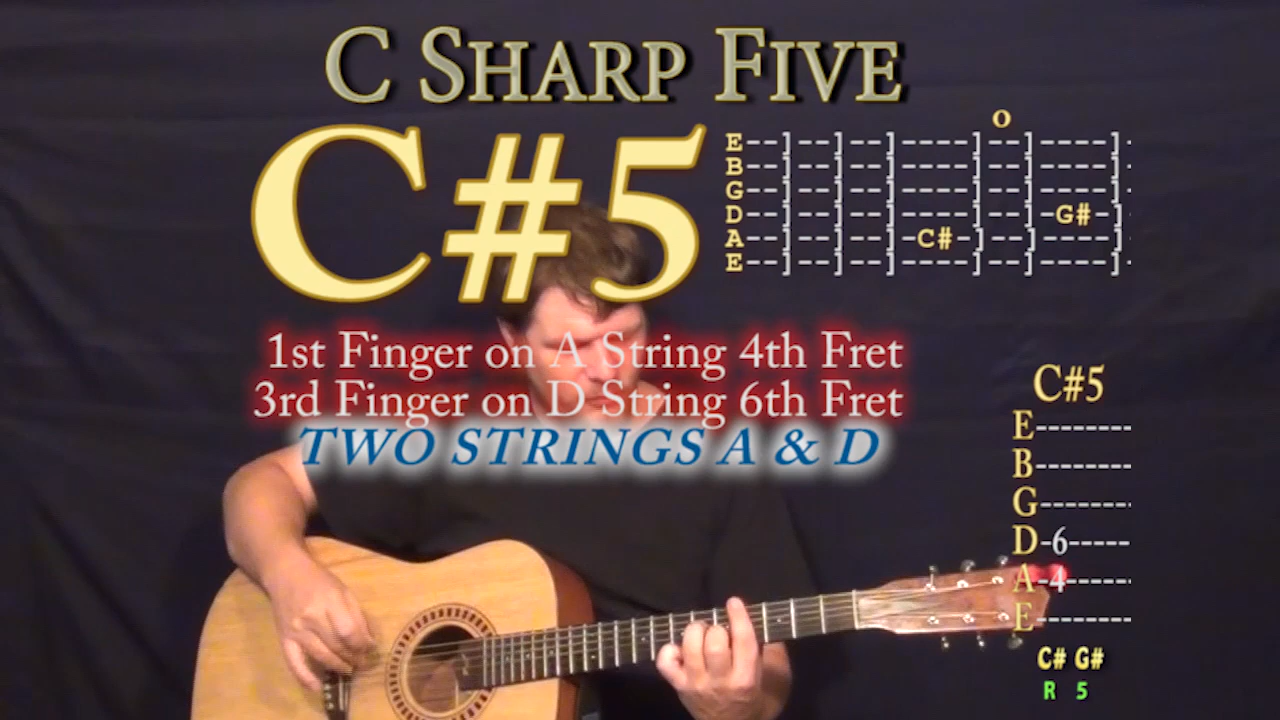 C SHARP FIVE
C#5
o
E--]--]--]----]--]----]-
B--]--]--]----]--]----]-
G--]--]--]----]--]----]-
D--]--]--]----]--]-G#-]-
A--]--]--]-C#-]--]----]-
E--]--]--]----]--]----]-
1st Finger on A String 4th Fret
3rd Finger on D String 6th Fret
TWO STRINGS A & D
C#5
E--------
B--------
G--------
D-6-----
A-4-----
E--------
C# G#
R 5